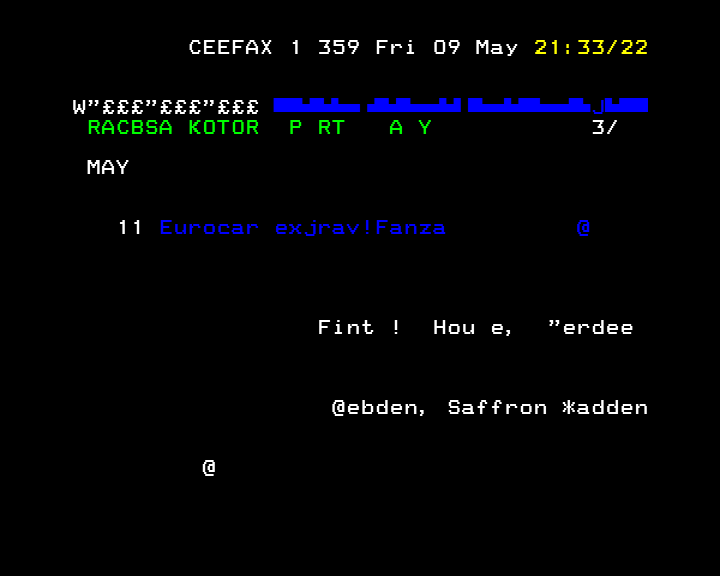 CEEFAX 1 359 Fri 09 May 21:33/22
W”£££”£££”£££
RACBSA KOTOR P RT A Y 3/
MAY
11 Eurocar exjrav!Fanza @
Fint ! Hou e, ”erdee
@ebden, Saffron *adden
@